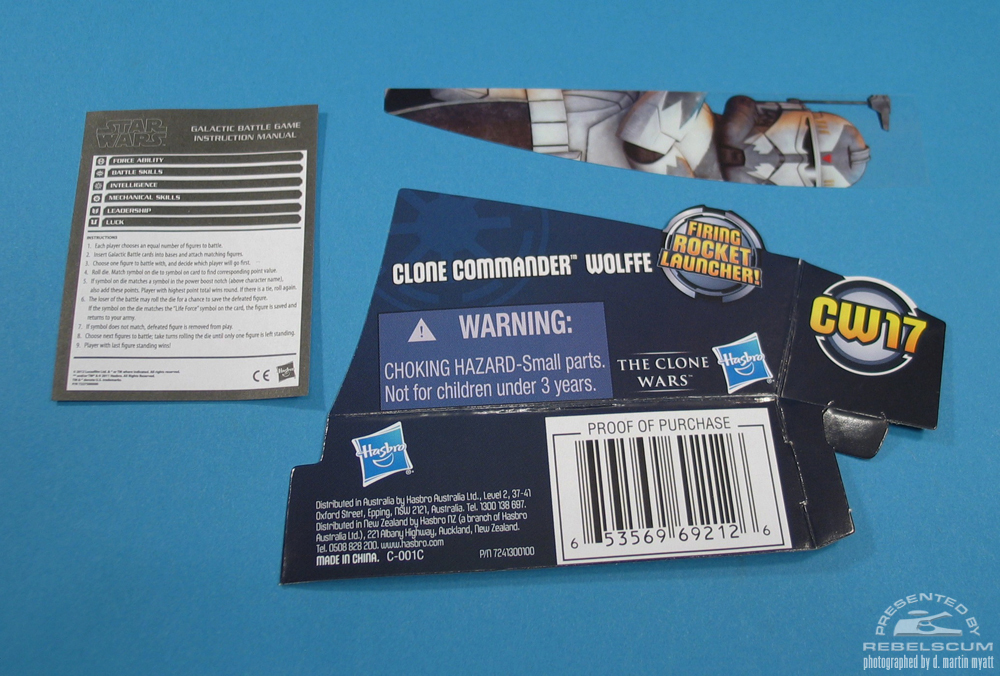 STAR
WARS
GALACTIC BATTLE GAME
INSTRUCTION MANUAL
FORCE ABILITY
BATTLE SKILLS
INTELLIGENCE
MECHANICAL SKILLS
LEADERSHIP
LUCK
INSTRUCTIONS
1. Each player chooses an equal number of figures to battle.
2. Insert Galactic Battle cards into bases and attach matching figures.
3. Choose one figure to battle with, and decide which player will go first.
4. Roll die. Match symbol on die to symbol on card to find corresponding point value.
5. If symbol on die matches a symbol in the power boost notch (above character name),
also add these points. Player with highest point total wins round. If there is a tie, roll again.
6. The loser of the battle may roll the die for a chance to save the defeated figure.
If the symbol on the die matches the "Life Force" symbol on the card, the figure is saved and
returns to your army.
7. If symbol does not match, defeated figure is removed from play.
8. Choose next figures to battle; take turns rolling the die until only one figure is left standing.
9. Player with last figure standing wins!
CE
Hasbro
CLONE COMMANDER™ WOLFFE
FIRING
ROCKET
LAUNCHER!
CW17
WARNING:
CHOKING HAZARD-Small parts.
Not for children under 3 years.
THE CLONE
WARS™
Hasbro
Hasbro
PROOF OF PURCHASE
6 53569 69212 6
Distributed in Australia by Hasbro Australia Ltd., Level 2, 37-41
Oxford Street, Epping, NSW 2121, Australia. Tel. 1300 138 697.
Distributed in New Zealand by Hasbro NZ (a branch of Hasbro
Australia Ltd.), 221 Albany Highway, Auckland, New Zealand.
Tel. 0508 828 200. www.hasbro.com
MADE IN CHINA. C-001C
P/N 7241300100
PRESENTED BY
REBELSCUM
photographed by d. martin myatt